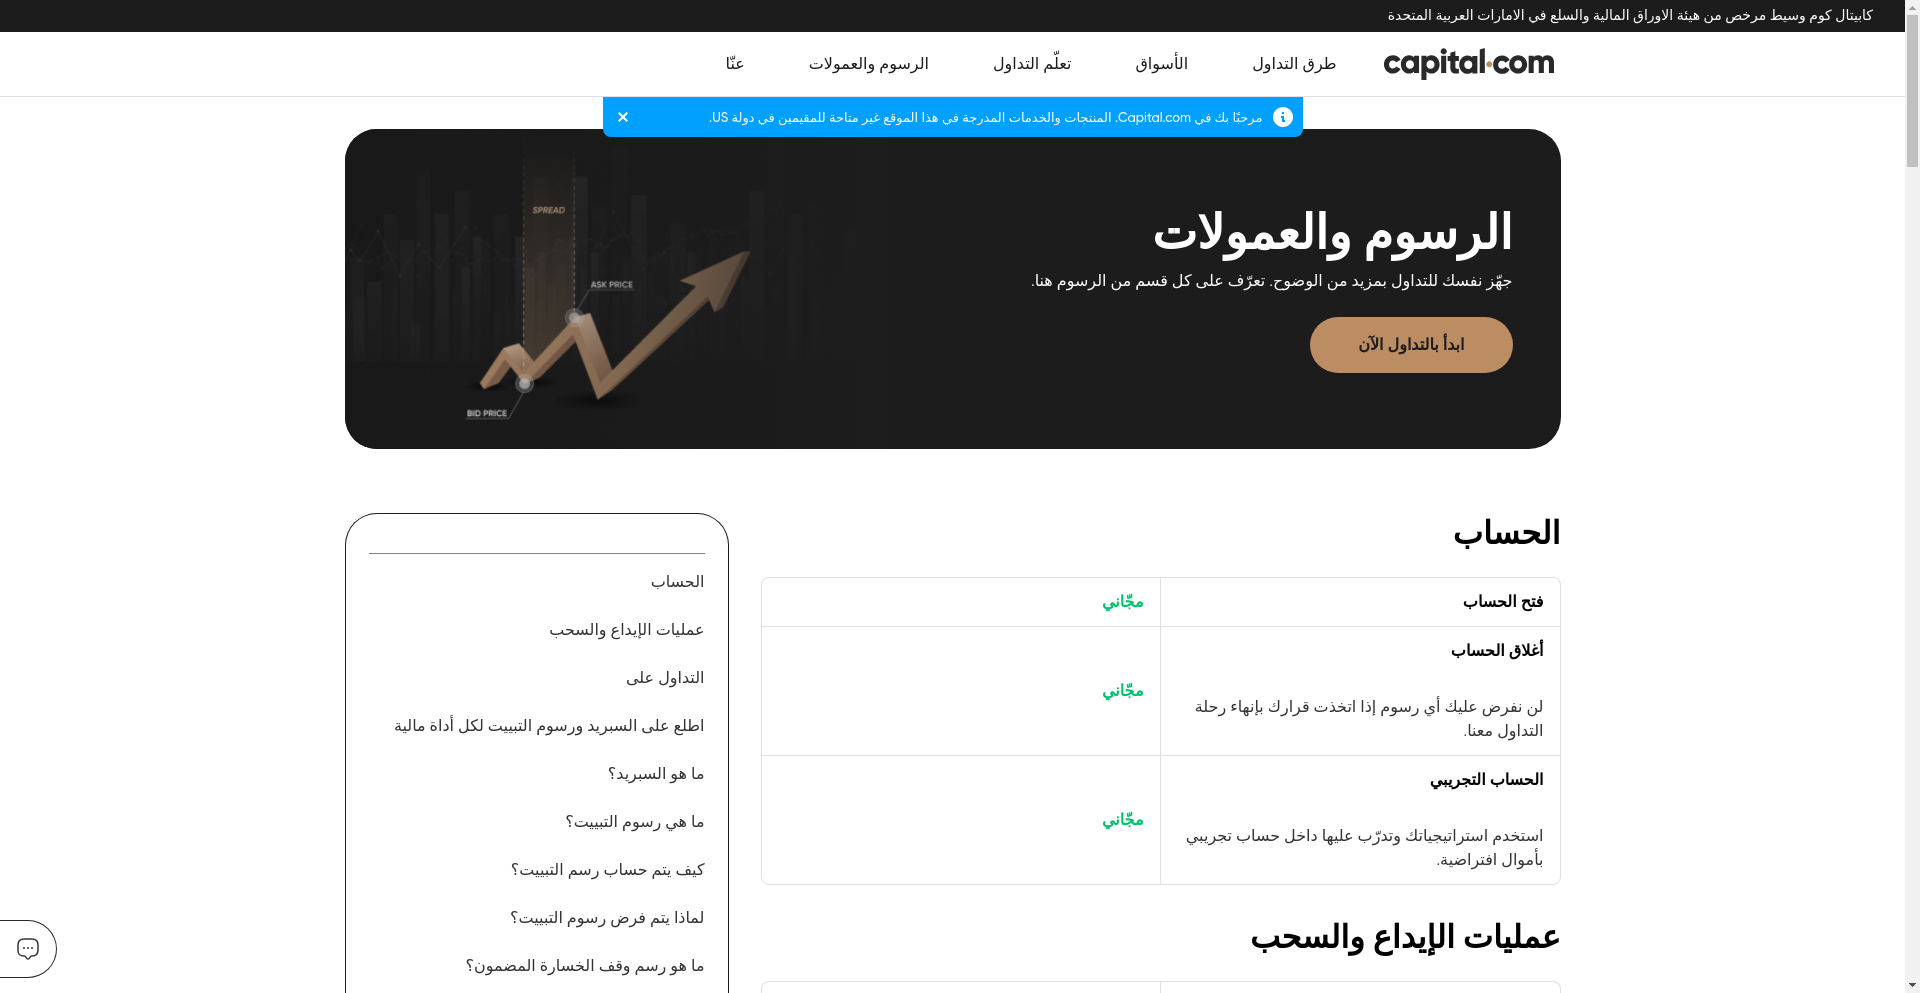 كابيتال كوم وسيط مرخص من هيئة الاوراق المالية والسلع في الامارات العربية المتحدة
capital.com
طرق التداول
الأسواق
تعلّم التداول
الرسوم والعمولات
عنّا
مرحبًا بك في Capital.com. المنتجات والخدمات المدرجة في هذا الموقع غير متاحة للمقيمين في دولة US.
الرسوم والعمولات
جهّز نفسك للتداول بمزيد من الوضوح. تعرّف على كل قسم من الرسوم هنا.
ابدأ بالتداول الآن
SPREAD
ASK PRICE
BID PRICE
الحساب
فتح الحساب
مجّاني
أغلاق الحساب
لن نفرض عليك أي رسوم إذا اتخذت قرارك بإنهاء رحلة
التداول معنا.
مجّاني
الحساب التجريبي
استخدم استراتيجياتك وتدرّب عليها داخل حساب تجريبي
بأموال افتراضية.
مجّاني
عمليات الإيداع والسحب
الحساب
عمليات الإيداع والسحب
التداول على
اطلع على السبريد ورسوم التبييت لكل أداة مالية
ما هو السبريد؟
ما هي رسوم التبييت؟
كيف يتم حساب رسم التبييت؟
لماذا يتم فرض رسوم التبييت؟
ما هو رسم وقف الخسارة المضمون؟